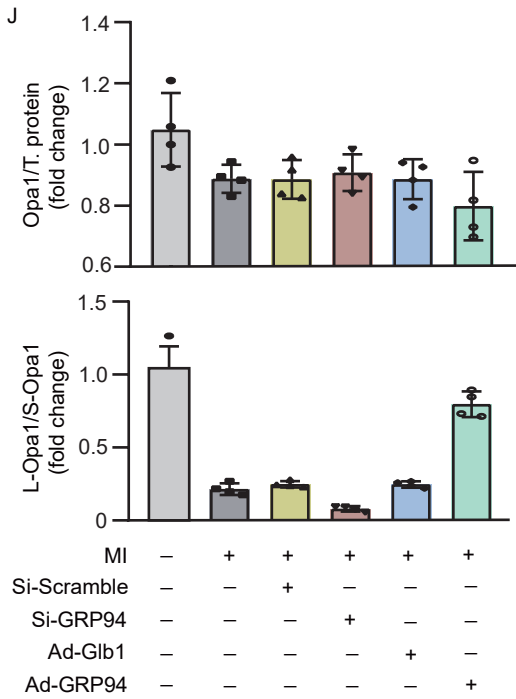 J
Opa1/T. protein
(fold change)
1.4
1.2
1.0
0.8
0.6
L-Opa1/S-Opa1
(fold change)
1.5
1.0
0.5
0
MI – + + + + +
Si-Scramble – – + – – –
Si-GRP94 – – – + – –
Ad-Glb1 – – – – + –
Ad-GRP94 – – – – – +